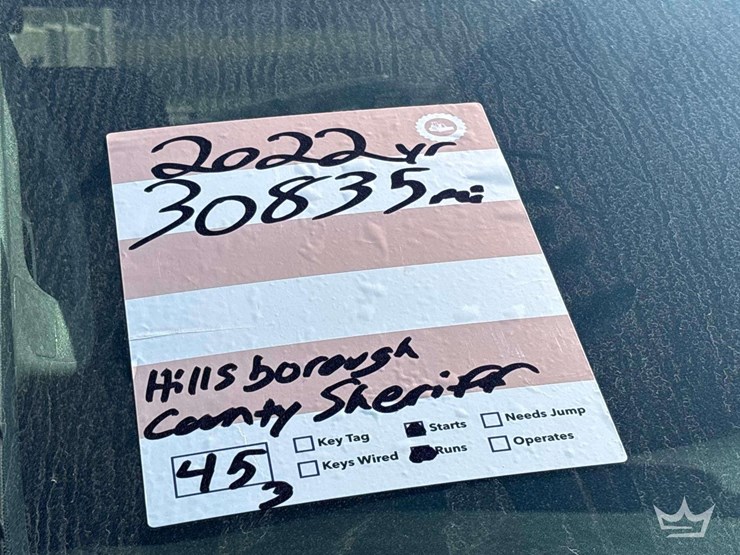 2022 yr
30835 mi
Hillsborough
County Sheriff
Key Tag Starts Needs Jump
Keys Wired Runs Operates
453